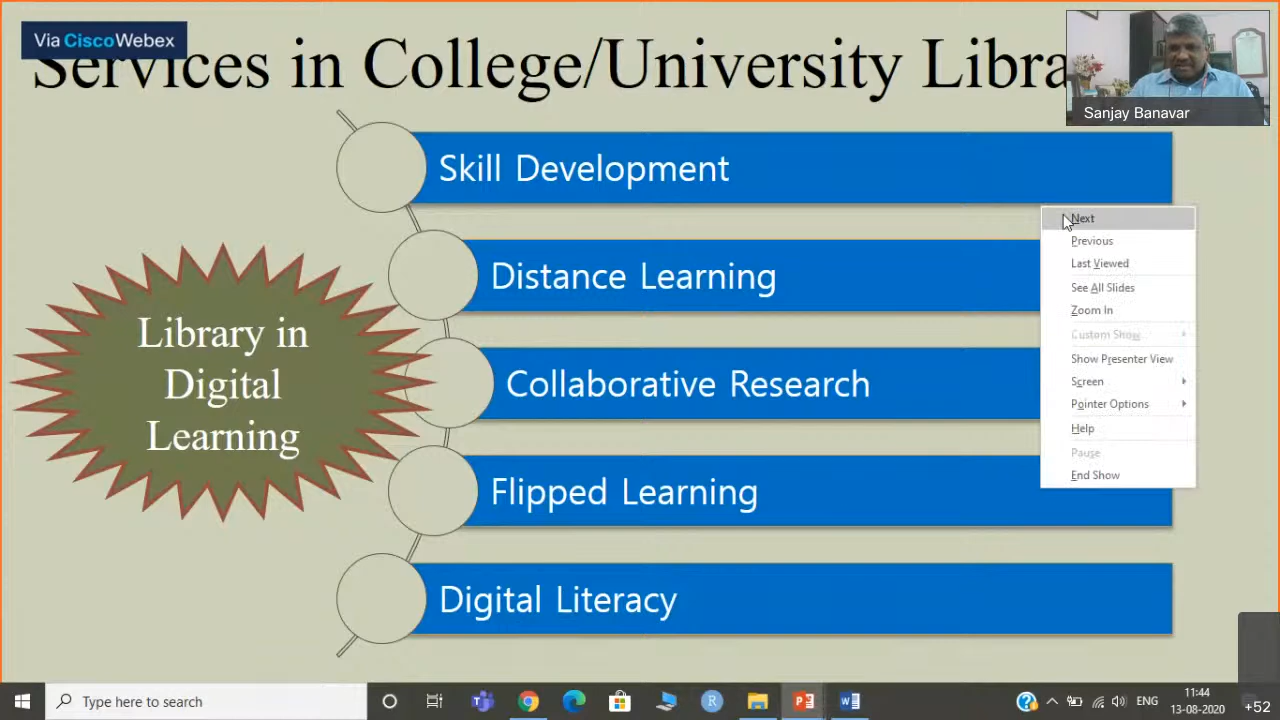 Via CiscoWebex
Services in College/University Libra
Sanjay Banavar
Skill Development
Distance Learning
Collaborative Research
Flipped Learning
Digital Literacy
Library in
Digital
Learning
Next
Previous
Last Viewed
See All Slides
Zoom In
Custom Show
Show Presenter View
Screen
Pointer Options
Help
Pause
End Show
Type here to search
ENG
11:44
13-08-2020
+52